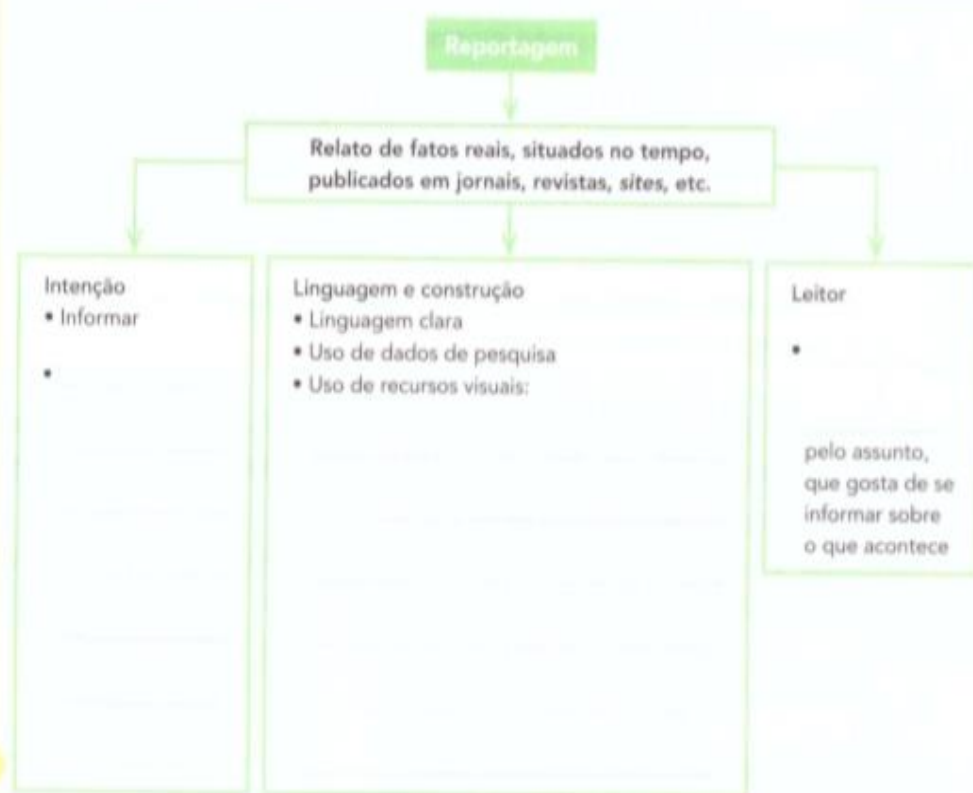 Reportagem
Relato de fatos reais, situados no tempo,
publicados em jornais, revistas, sites, etc.
Intenção
• Informar
•
Linguagem e construção
• Linguagem clara
• Uso de dados de pesquisa
• Uso de recursos visuais:
Leitor
•
pelo assunto,
que gosta de se
informar sobre
o que acontece